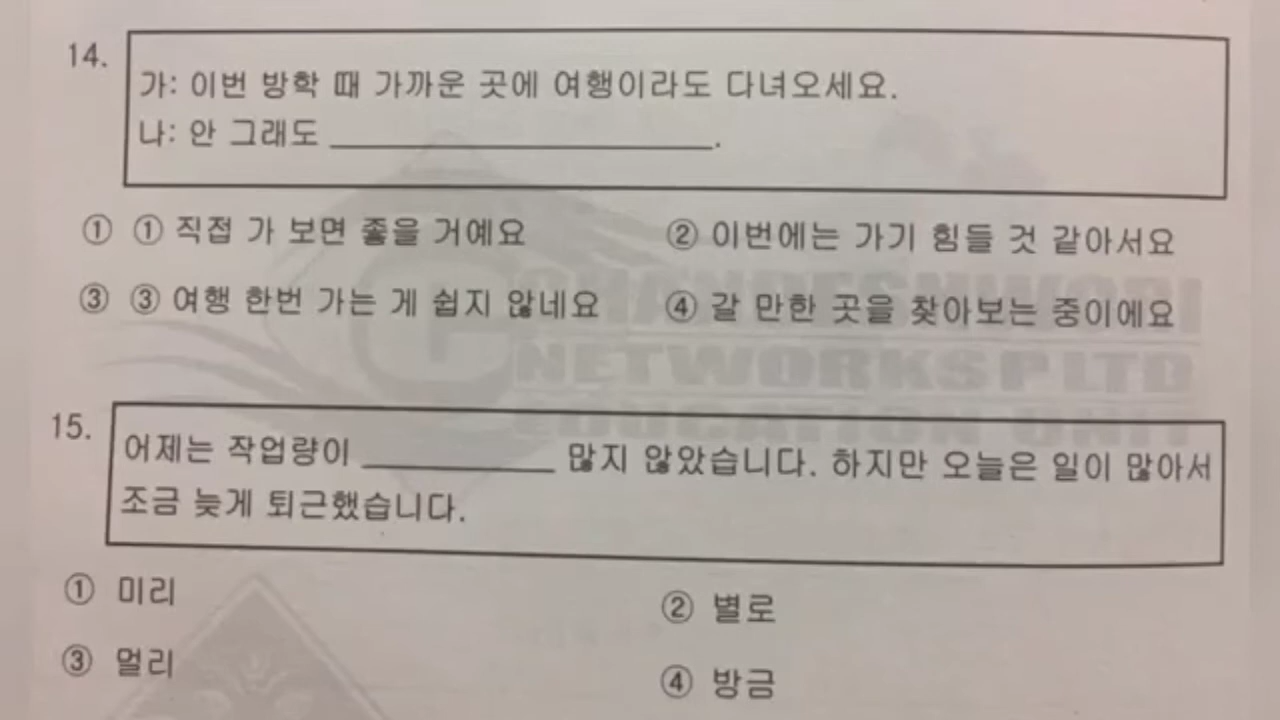 14.
가: 이번 방학 때 가까운 곳에 여행이라도 다녀오세요.
나: 안 그래도 ____________________.
① ① 직접 가 보면 좋을 거예요
② 이번에는 가기 힘들 것 같아서요
③ ③ 여행 한번 가는 게 쉽지 않네요
④ 갈 만한 곳을 찾아보는 중이에요
NETWORKS P LTD
EDUCATION UNIT
15.
어제는 작업량이 __________ 많지 않았습니다. 하지만 오늘은 일이 많아서
조금 늦게 퇴근했습니다.
① 미리
② 별로
③ 멀리
④ 방금